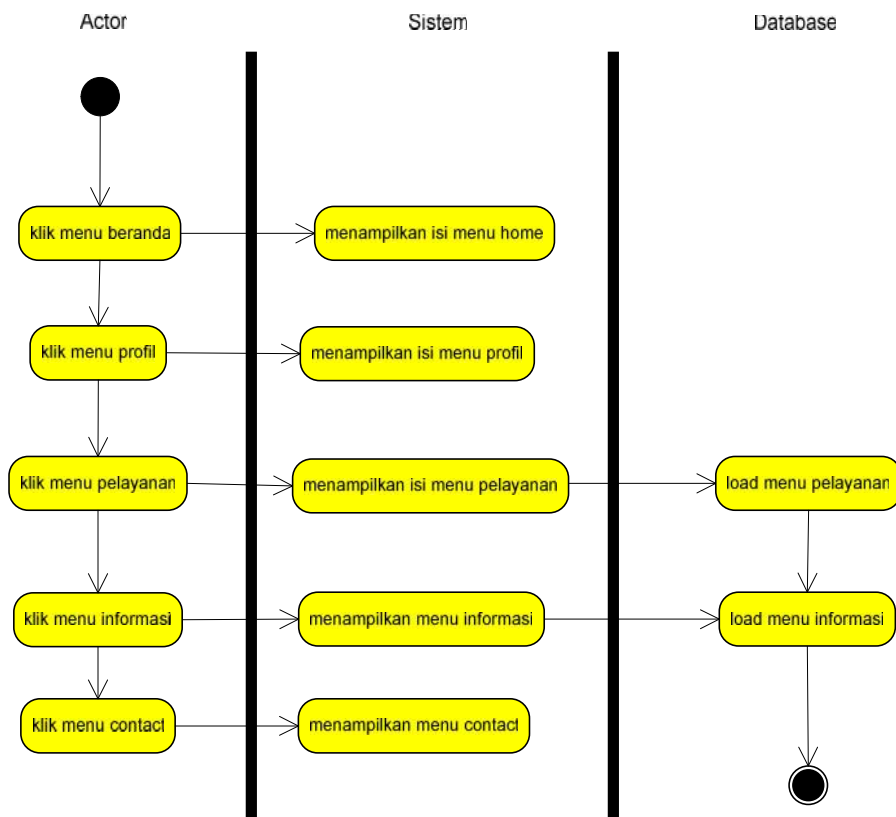 Actor
Sistem
Database
klik menu beranda
menampilkan isi menu home
klik menu profil
menampilkan isi menu profil
klik menu pelayanan
menampilkan isi menu pelayanan
load menu pelayanan
klik menu informasi
menampilkan menu informasi
load menu informasi
klik menu contact
menampilkan menu contact